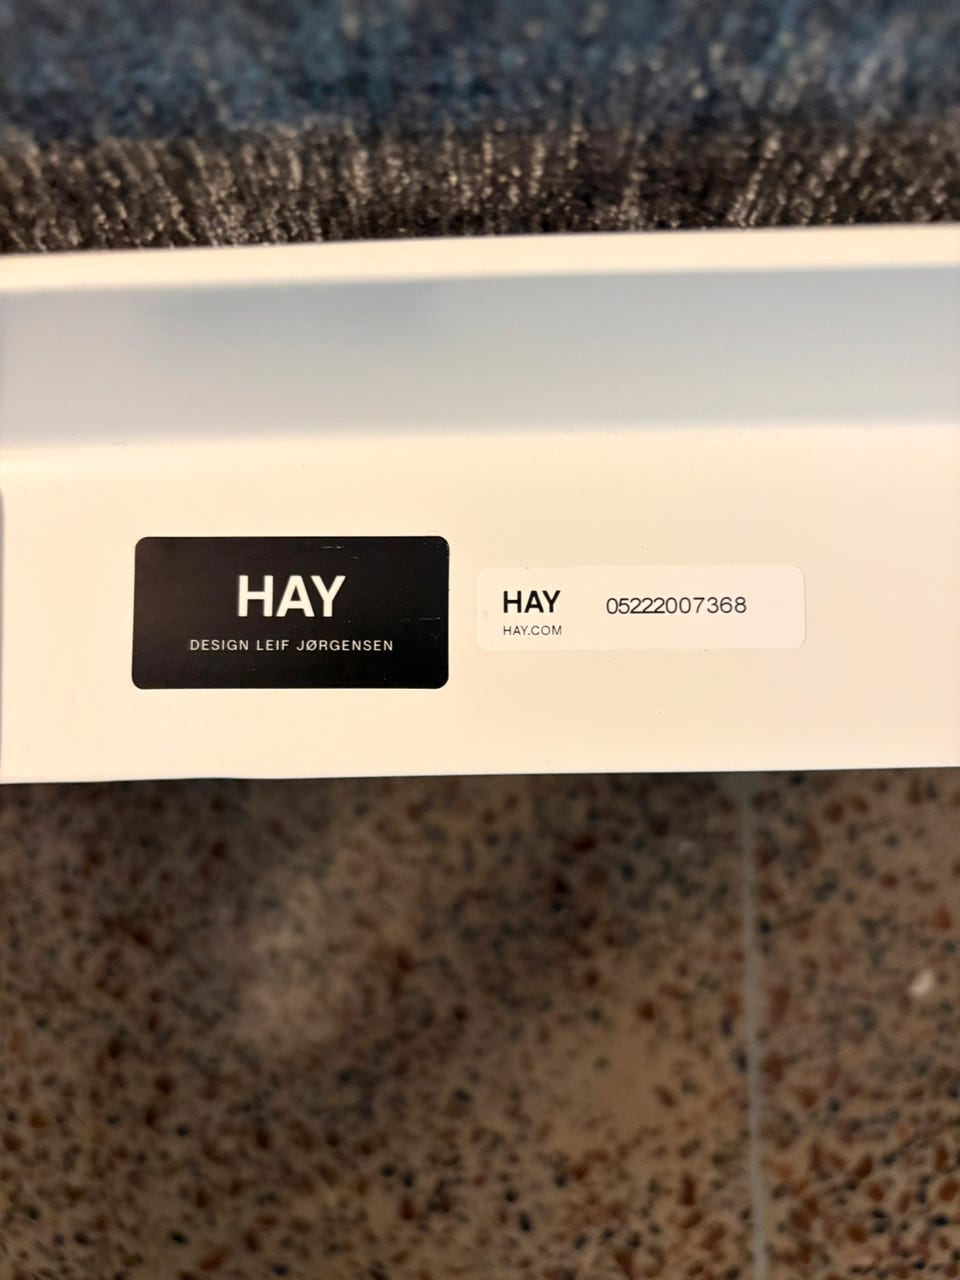 HAY
DESIGN LEIF JØRGENSEN
HAY 05222007368
HAY.COM